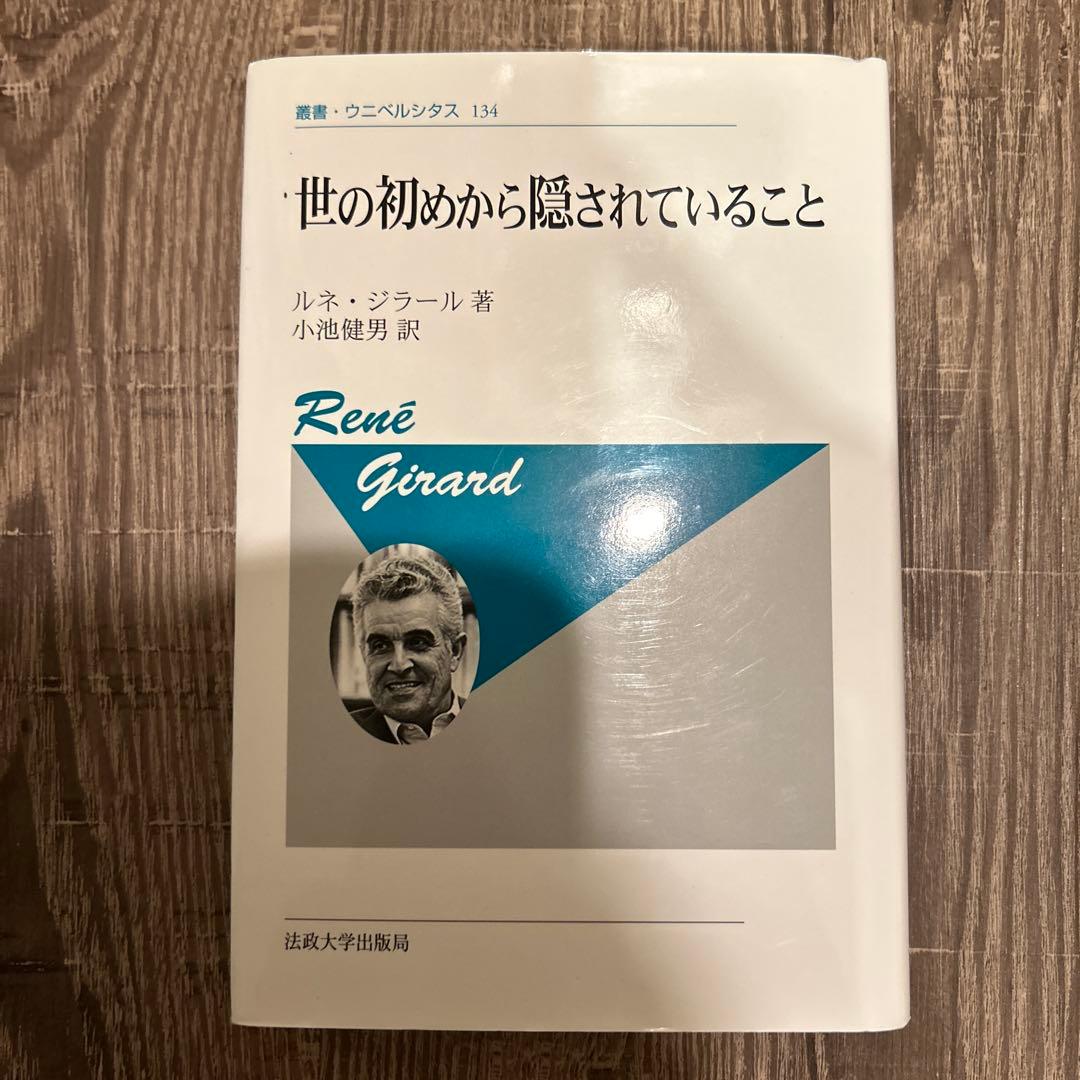 叢書・ウニベルシタス 134
世の初めから隠されていること
ルネ・ジラール 著
小池健男 訳
René
Girard
法政大学出版局